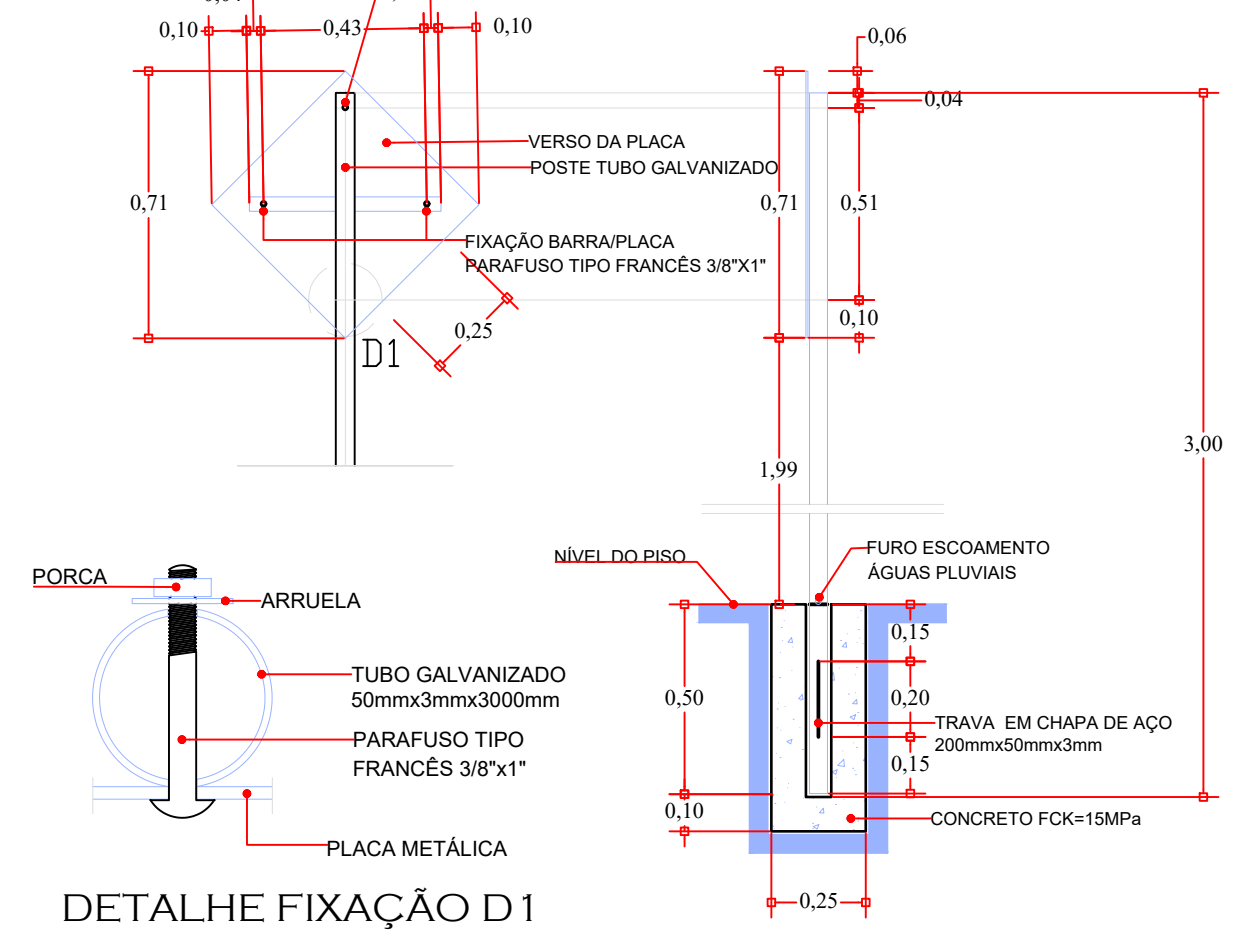 0,10
0,43
0,10
0,06
0,04
VERSO DA PLACA
POSTE TUBO GALVANIZADO
0,71
0,71
0,51
FIXAÇÃO BARRA/PLACA
PARAFUSO TIPO FRANCÊS 3/8"X1"
0,10
0,25
D1
3,00
1,99
NÍVEL DO PISO
FURO ESCOAMENTO
ÁGUAS PLUVIAIS
PORCA
ARRUELA
0,15
TUBO GALVANIZADO
50mmx3mmx3000mm
0,50
0,20
TRAVA EM CHAPA DE AÇO
200mmx50mmx3mm
PARAFUSO TIPO
FRANCÊS 3/8"x1"
0,15
0,10
CONCRETO FCK=15MPa
PLACA METÁLICA
0,25
DETALHE FIXAÇÃO D1